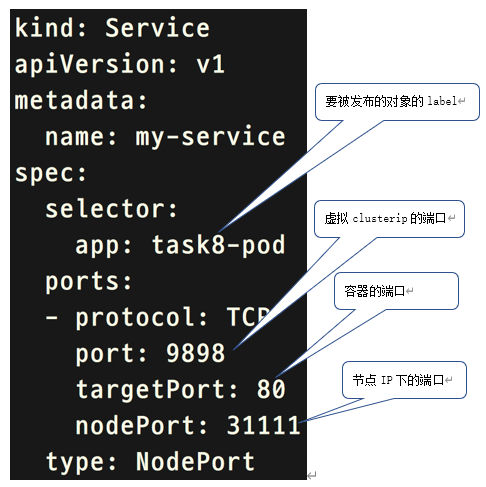 kind: Service
apiVersion: v1
metadata:
  name: my-service
spec:
  selector:
    app: task8-pod
  ports:
  - protocol: TCP
    port: 9898
    targetPort: 80
    nodePort: 31111
  type: NodePort
要被发布的对象的 label↵
虚拟 clusterip 的端口↵
容器的端口↵
节点 IP 下的端口↵
↵